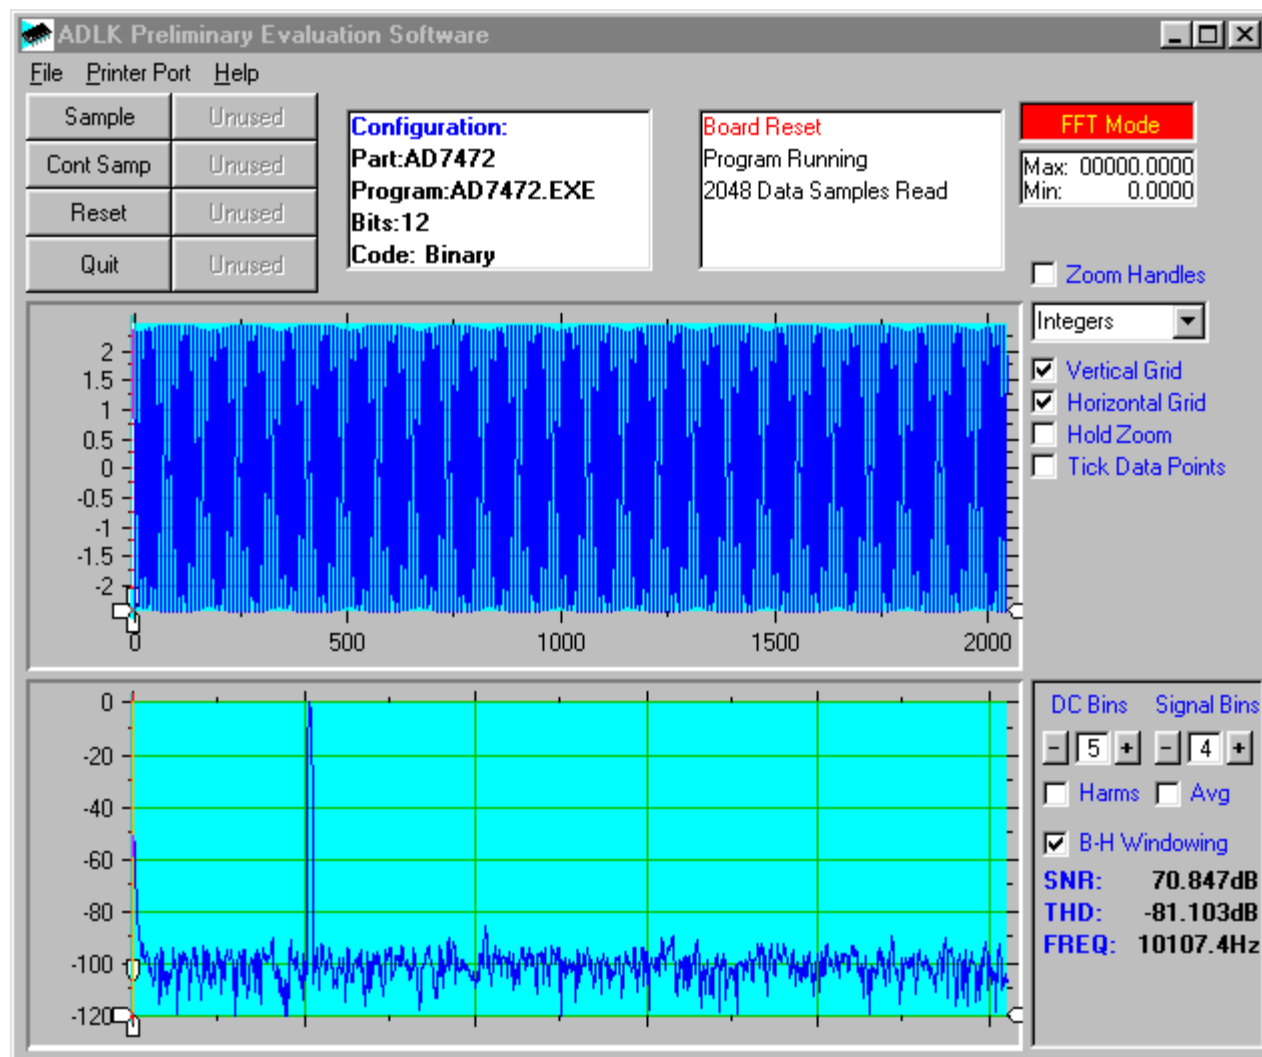 ADLK Preliminary Evaluation Software
File Printer Port Help
Sample Unused
Cont Samp Unused
Reset Unused
Quit Unused
Configuration:
Part:AD7472
Program:AD7472.EXE
Bits:12
Code: Binary
Board Reset
Program Running
2048 Data Samples Read
FFT Mode
Max: 00000.0000
Min: 0.0000
Zoom Handles
Integers
Vertical Grid
Horizontal Grid
Hold Zoom
Tick Data Points
2
1.5
1
0.5
0
-0.5
-1
-1.5
-2
0 500 1000 1500 2000
0
-20
-40
-60
-80
-100
-120
DC Bins Signal Bins
- 5 + - 4 +
Harms Avg
B-H Windowing
SNR: 70.847dB
THD: -81.103dB
FREQ: 10107.4Hz